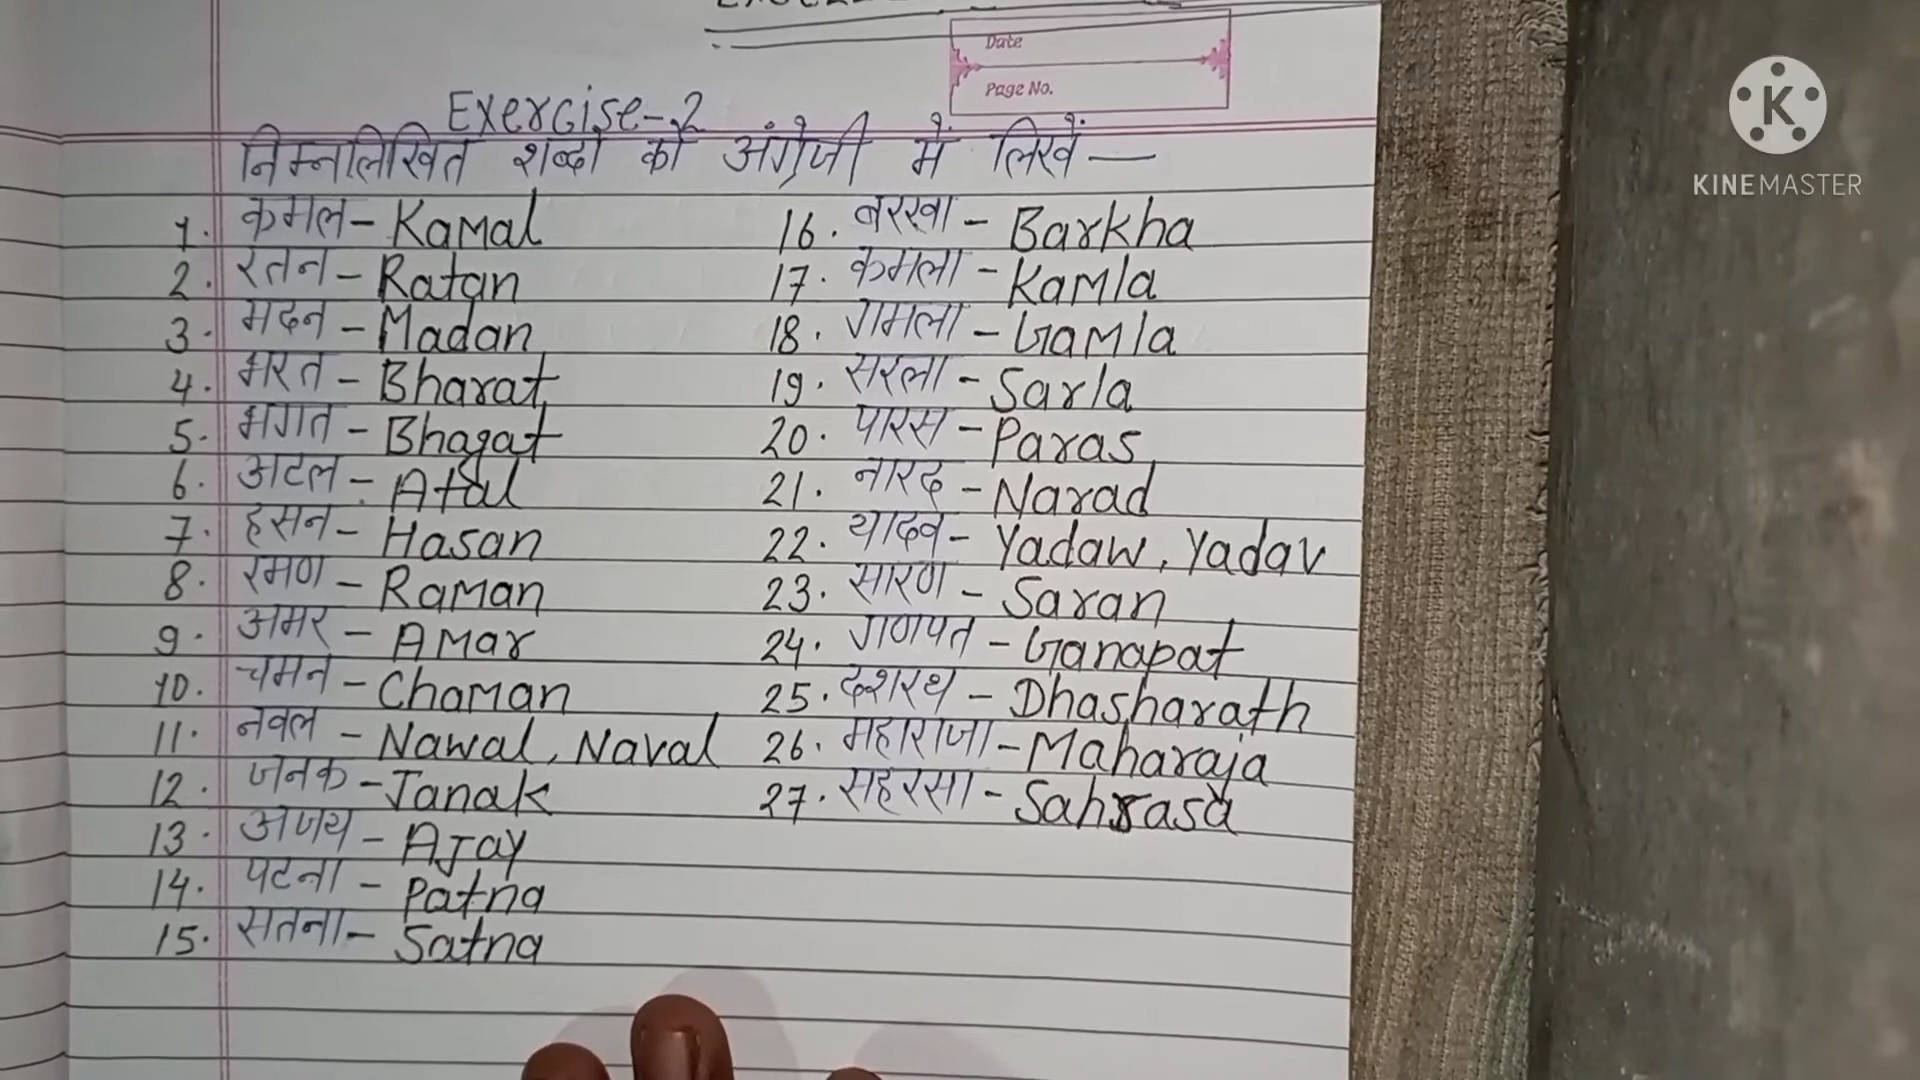 Date
Page No.
Exercise-2
निम्नलिखित शब्दों को अंग्रेजी में लिखें —
1. कमल - Kamal
2. रतन - Ratan
3. मदन - Madan
4. भरत - Bharat
5. भगत - Bhagat
6. अटल - Atal
7. हसन - Hasan
8. रमण - Raman
9. अमर - Amar
10. चमन - Chaman
11. नवल - Nawal, Naval
12. जनक - Janak
13. अजय - Ajay
14. पटना - Patna
15. सतना - Satna
16. बरखा - Barkha
17. कमला - Kamla
18. गमला - Gamla
19. सरला - Sarla
20. पारस - Paras
21. नारद - Narad
22. यादव - Yadaw, Yadav
23. सारण - Saran
24. गणपत - Ganapat
25. दशरथ - Dhasharath
26. महाराजा - Maharaja
27. सहरसा - Sahrasa
K
KINEMASTER